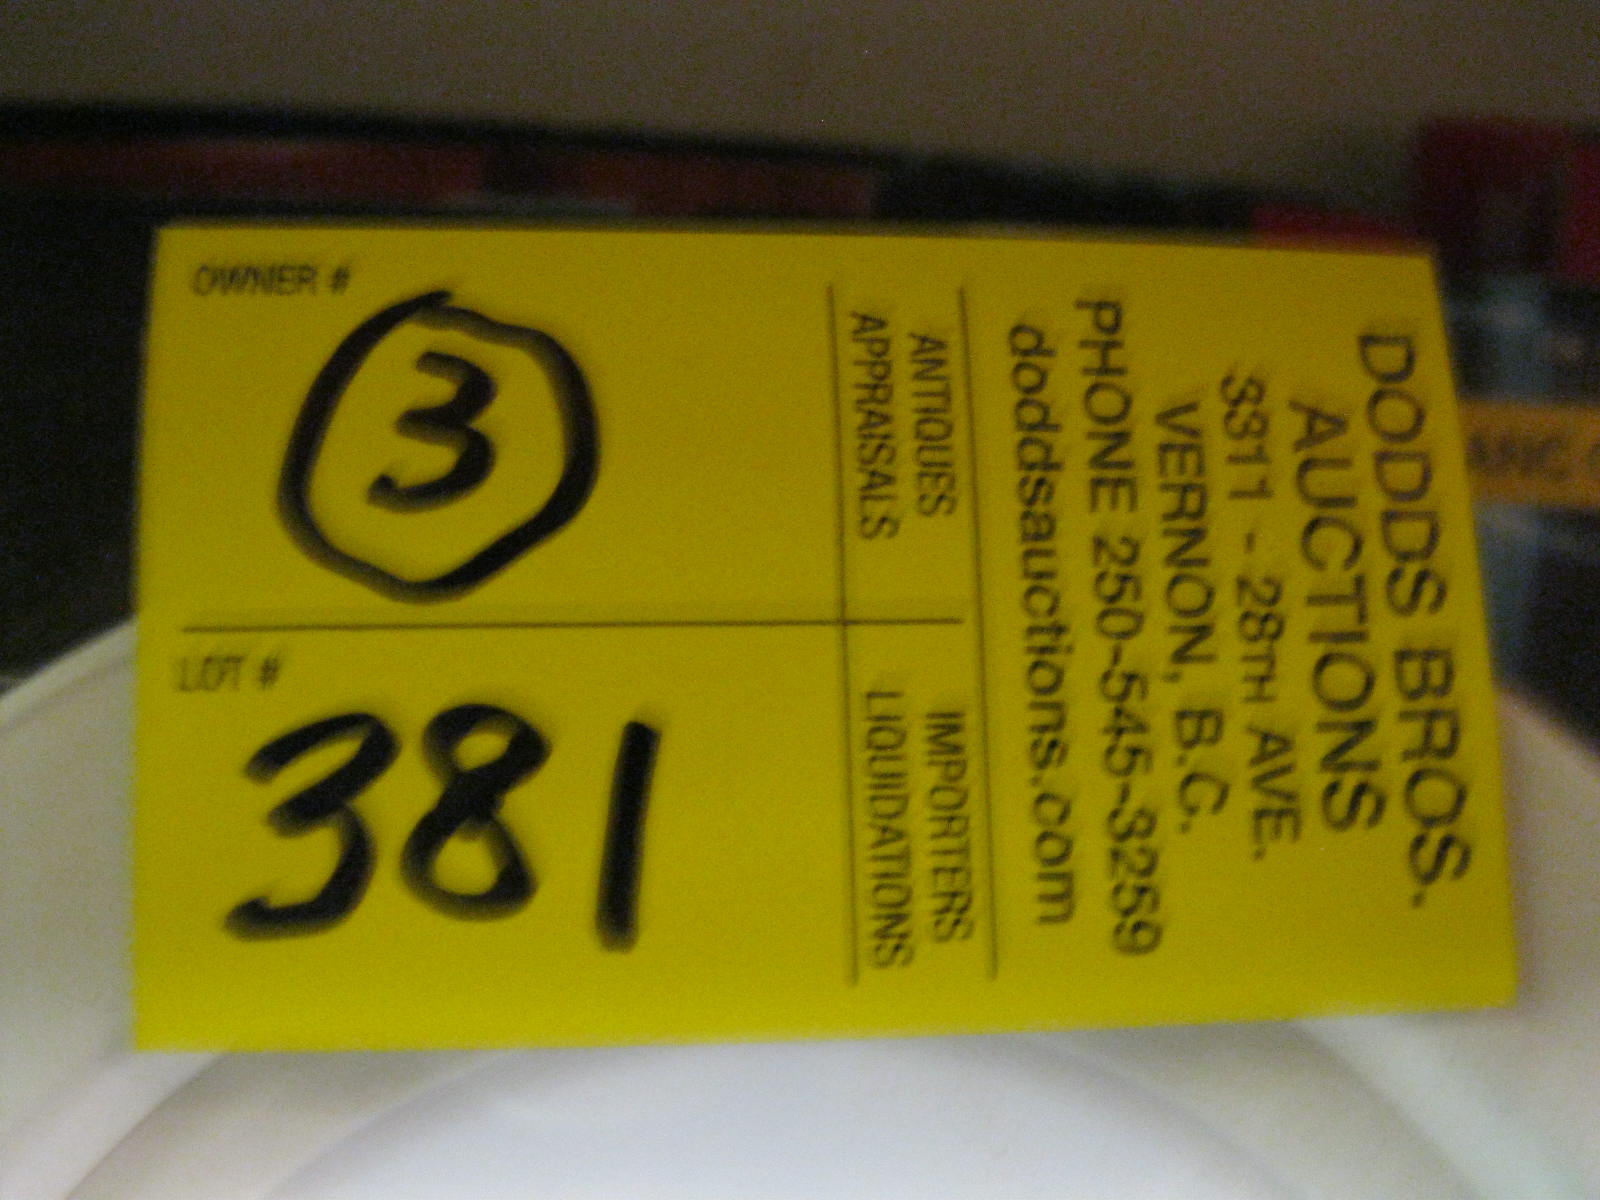 DODDS BROS.
AUCTIONS
3311 - 28TH AVE.
VERNON, B.C.
PHONE 250-545-3259
doddsauctions.com
ANTIQUES
APPRAISALS
IMPORTERS
LIQUIDATIONS
OWNER #
3
LOT #
381